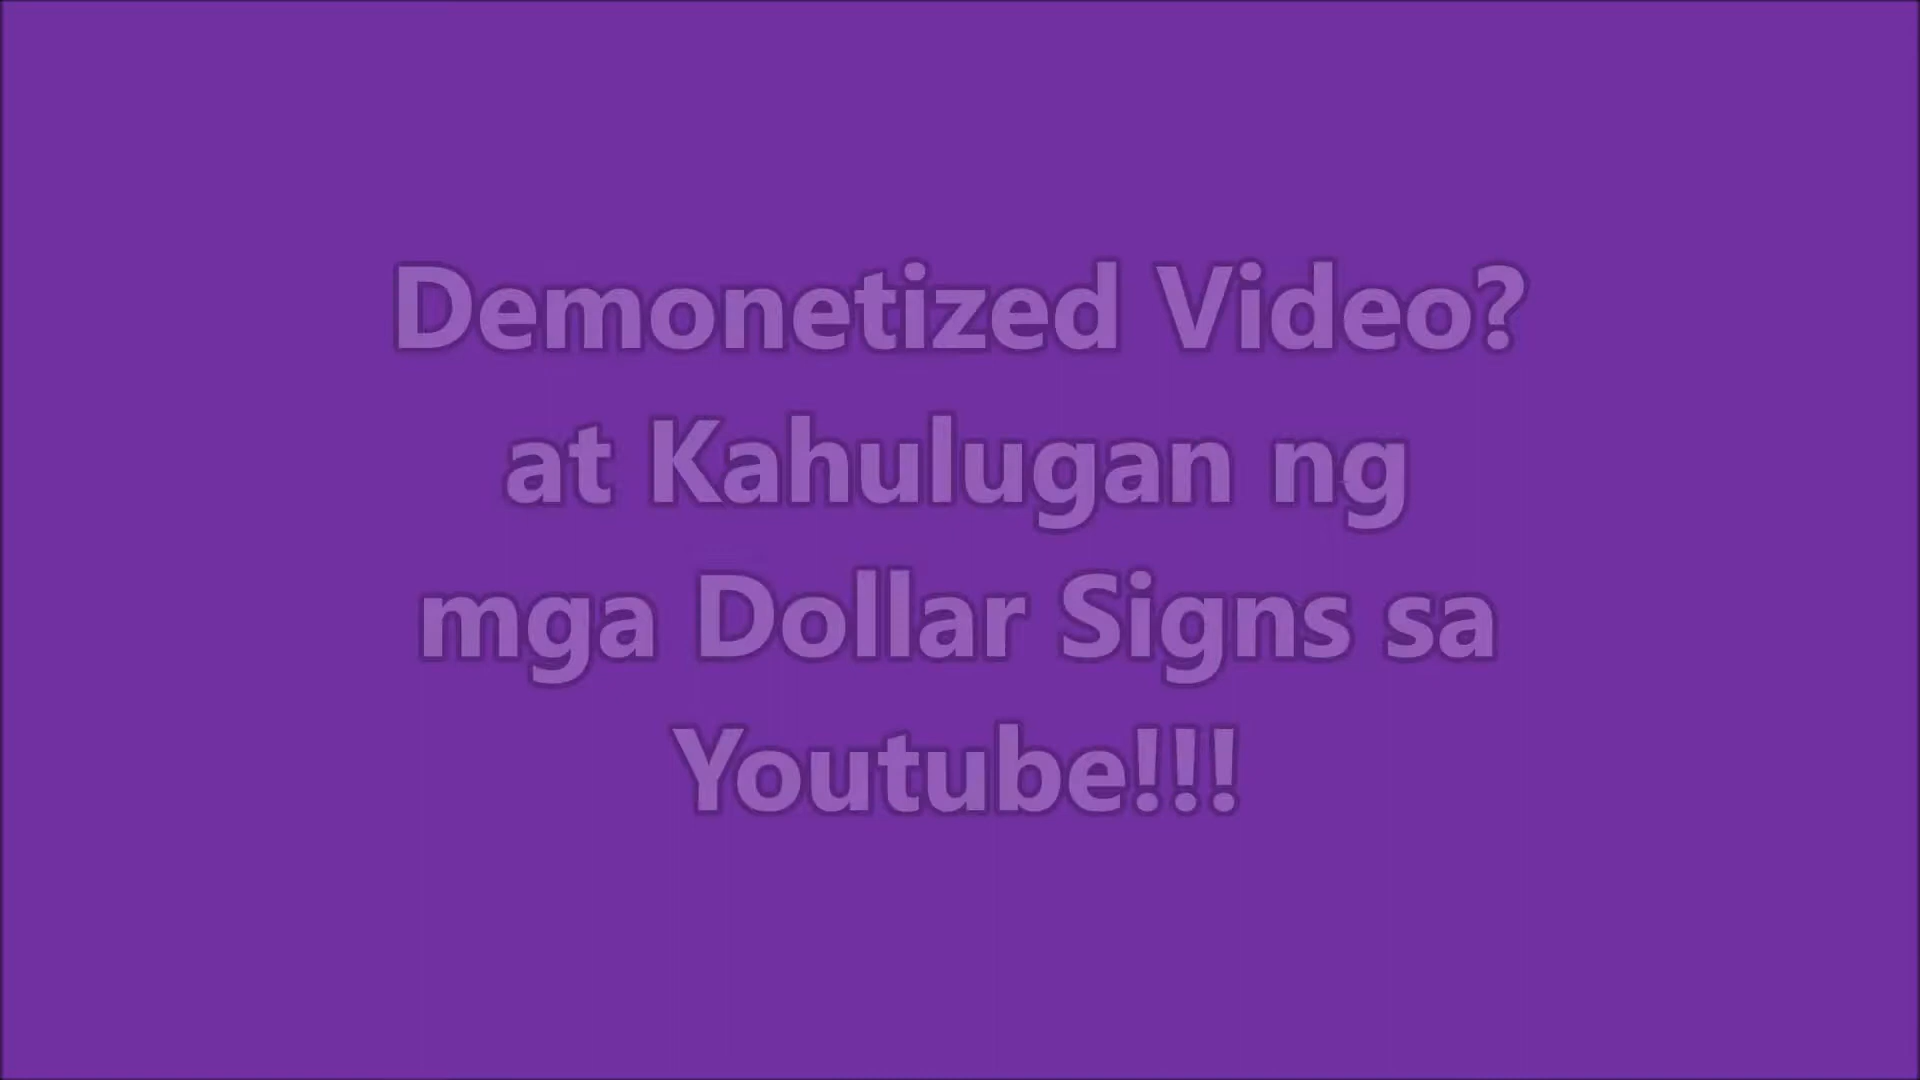 Demonetized Video?
at Kahulugan ng
mga Dollar Signs sa
Youtube!!!